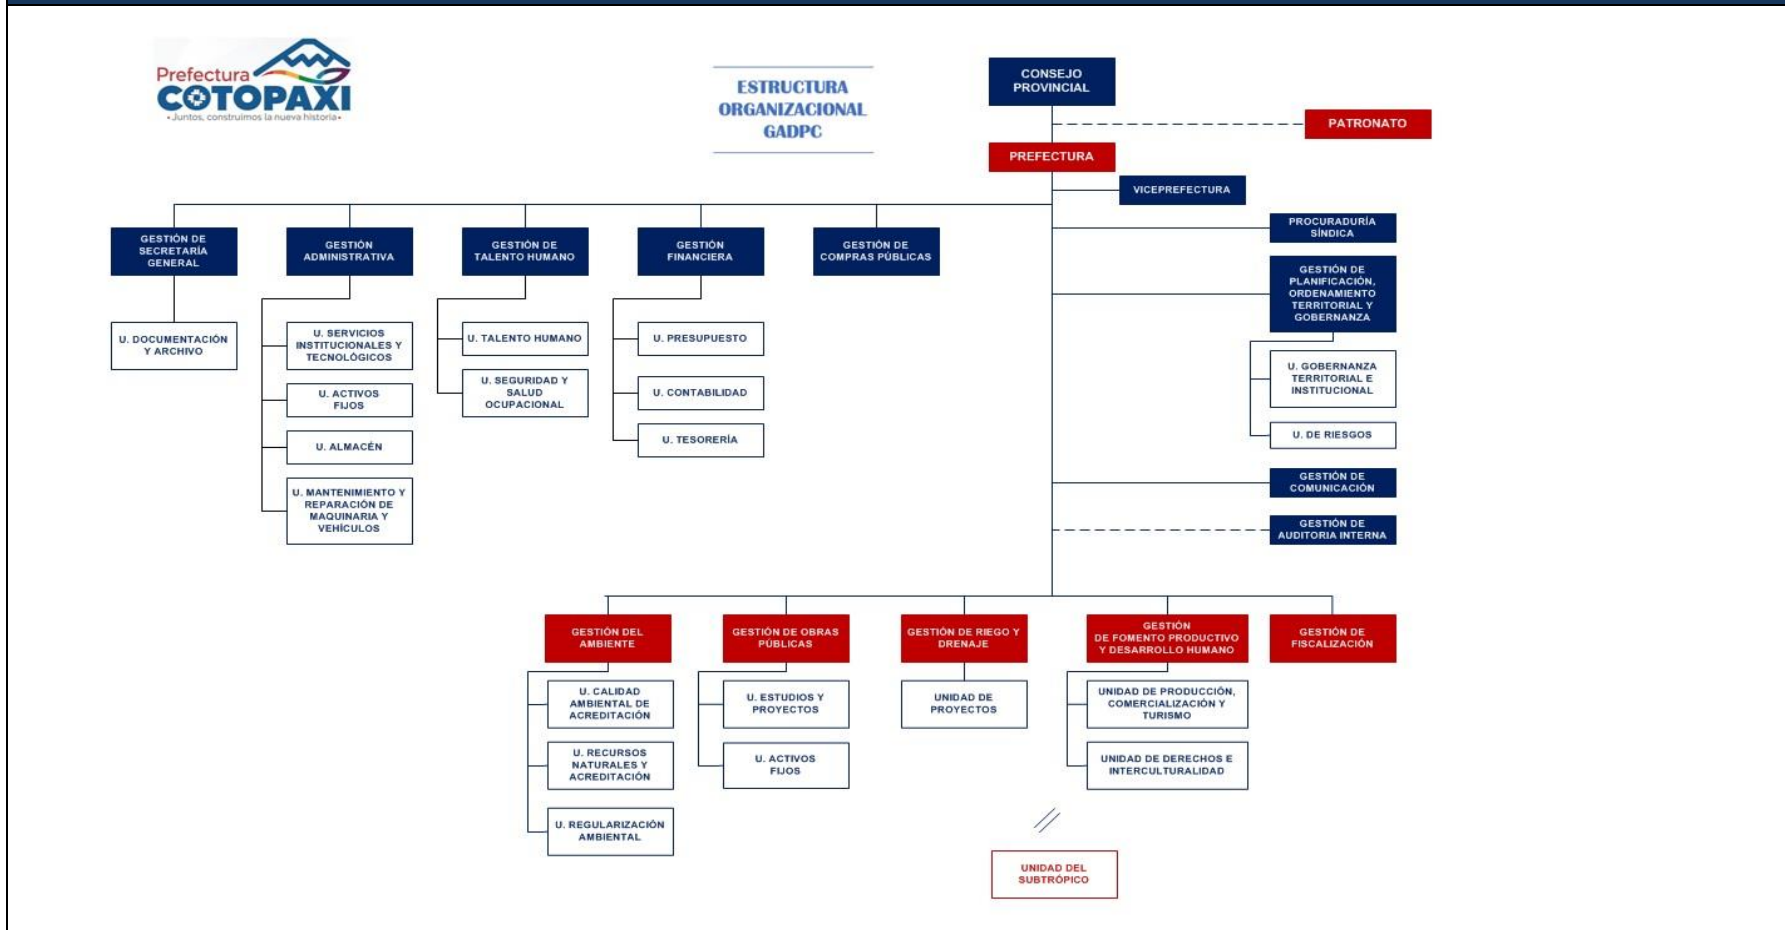 Prefectura
COTOPAXI
• Juntos, construimos la nueva historia •
ESTRUCTURA
ORGANIZACIONAL
GADPC
CONSEJO
PROVINCIAL
PATRONATO
PREFECTURA
VICEPREFECTURA
GESTIÓN DE
SECRETARÍA
GENERAL
GESTIÓN
ADMINISTRATIVA
GESTIÓN DE
TALENTO HUMANO
GESTIÓN
FINANCIERA
GESTIÓN DE
COMPRAS PÚBLICAS
PROCURADURÍA
SÍNDICA
GESTIÓN DE
PLANIFICACIÓN,
ORDENAMIENTO
TERRITORIAL Y
GOBERNANZA
U. DOCUMENTACIÓN
Y ARCHIVO
U. SERVICIOS
INSTITUCIONALES Y
TECNOLÓGICOS
U. ACTIVOS
FIJOS
U. ALMACÉN
U. MANTENIMIENTO Y
REPARACIÓN DE
MAQUINARIA Y
VEHÍCULOS
U. TALENTO HUMANO
U. SEGURIDAD Y
SALUD
OCUPACIONAL
U. PRESUPUESTO
U. CONTABILIDAD
U. TESORERÍA
U. GOBERNANZA
TERRITORIAL E
INSTITUCIONAL
U. DE RIESGOS
GESTIÓN DE
COMUNICACIÓN
GESTIÓN DE
AUDITORIA INTERNA
GESTIÓN DEL
AMBIENTE
GESTIÓN DE OBRAS
PÚBLICAS
GESTIÓN DE RIEGO Y
DRENAJE
GESTIÓN
DE FOMENTO PRODUCTIVO
Y DESARROLLO HUMANO
GESTIÓN DE
FISCALIZACIÓN
U. CALIDAD
AMBIENTAL DE
ACREDITACIÓN
U. RECURSOS
NATURALES Y
ACREDITACIÓN
U. REGULARIZACIÓN
AMBIENTAL
U. ESTUDIOS Y
PROYECTOS
U. ACTIVOS
FIJOS
UNIDAD DE
PROYECTOS
UNIDAD DE PRODUCCIÓN,
COMERCIALIZACIÓN Y
TURISMO
UNIDAD DE DERECHOS E
INTERCULTURALIDAD
UNIDAD DEL
SUBTRÓPICO